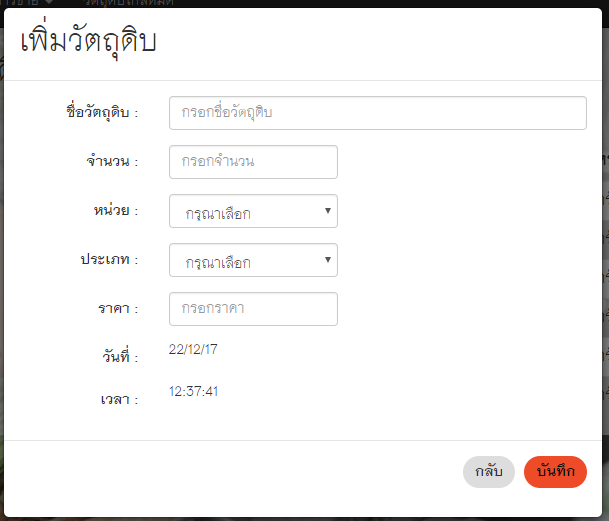 เพิ่มวัตถุดิบ
ชื่อวัตถุดิบ : กรอกชื่อวัตถุดิบ
จำนวน : กรอกจำนวน
หน่วย : กรุณาเลือก
ประเภท : กรุณาเลือก
ราคา : กรอกราคา
วันที่ : 22/12/17
เวลา : 12:37:41
กลับ บันทึก